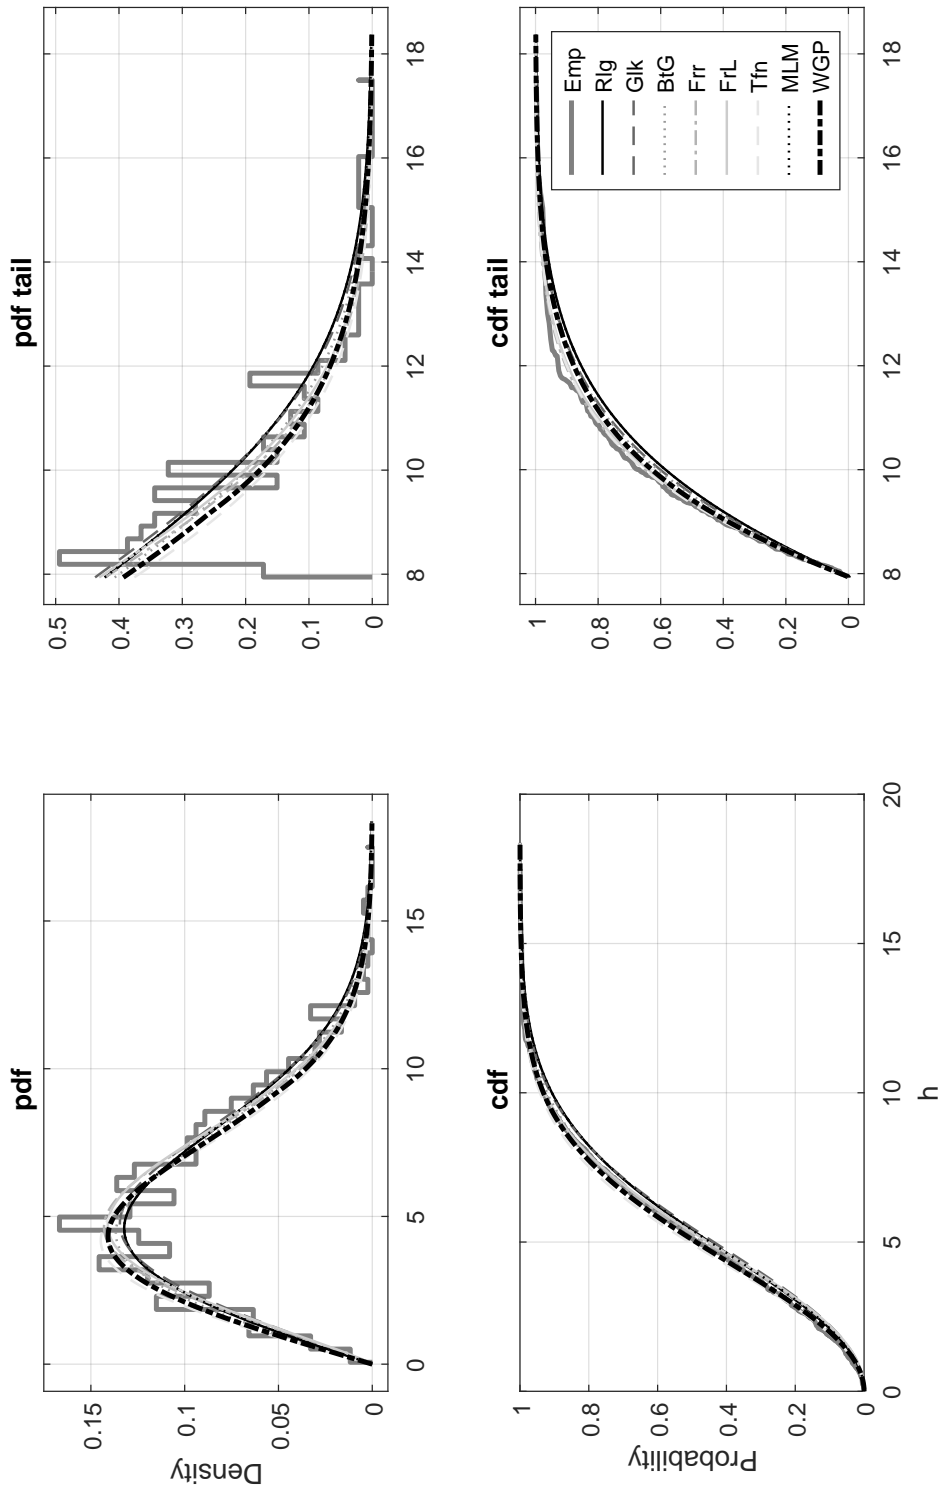 pdf
Density
0.15
0.1
0.05
0
0
5
10
15
pdf tail
0.5
0.4
0.3
0.2
0.1
0
8
10
12
14
16
18
cdf
Probability
1
0.8
0.6
0.4
0.2
0
0
5
10
15
20
h
cdf tail
1
0.8
0.6
0.4
0.2
0
8
10
12
14
16
18
Emp
Rlg
Glk
BtG
Frr
FrL
Tfn
MLM
WGP